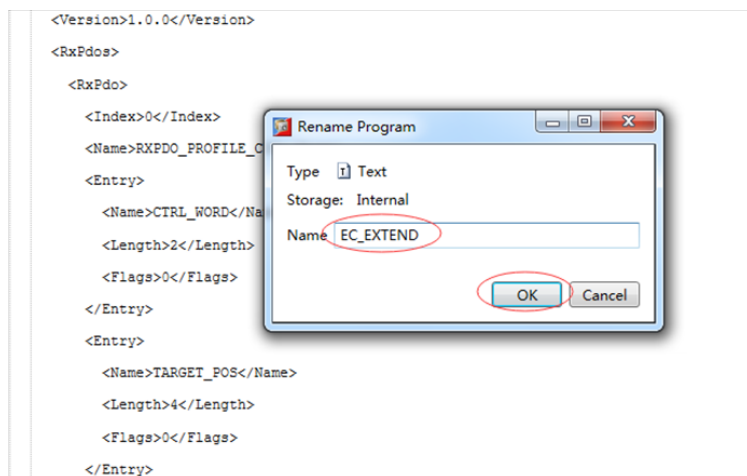 <Version>1.0.0</Version>
<RxPdos>
<RxPdo>
<Index>0</Index>
<Name>RXPDO_PROFILE_C
<Entry>
<Name>CTRL_WORD</Na
<Length>2</Length>
<Flags>0</Flags>
</Entry>
<Entry>
<Name>TARGET_POS</Name>
<Length>4</Length>
<Flags>0</Flags>
</Entry>
Rename Program
Type Text
Storage: Internal
Name EC_EXTEND
OK Cancel